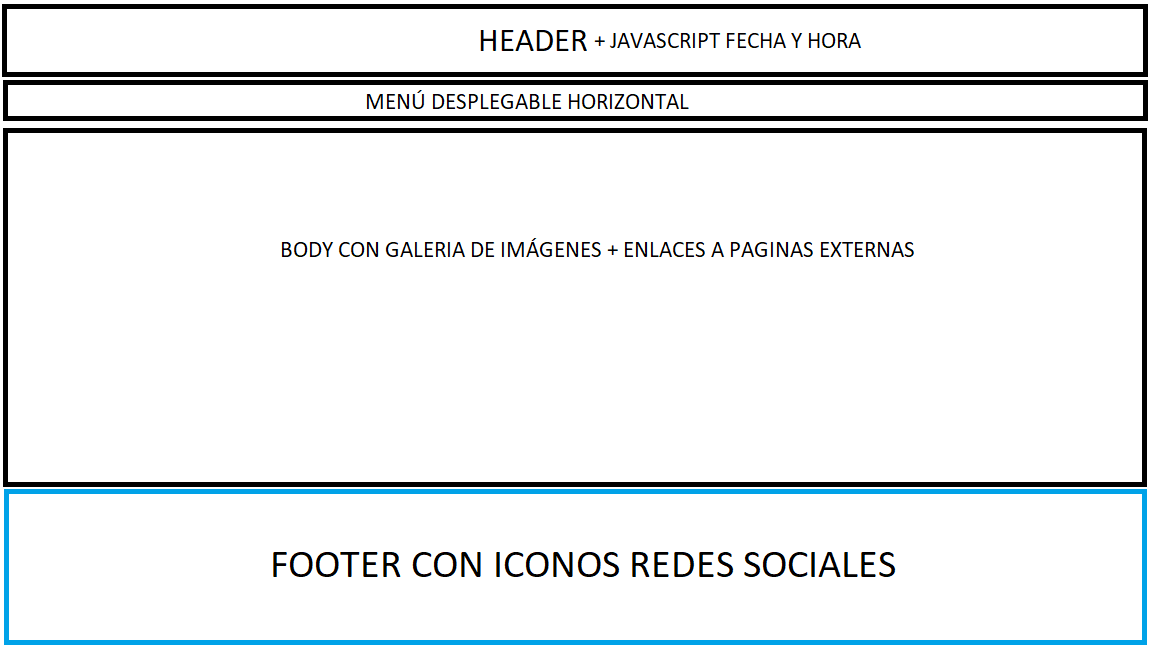 HEADER + JAVASCRIPT FECHA Y HORA
MENÚ DESPLEGABLE HORIZONTAL
BODY CON GALERIA DE IMÁGENES + ENLACES A PAGINAS EXTERNAS
FOOTER CON ICONOS REDES SOCIALES